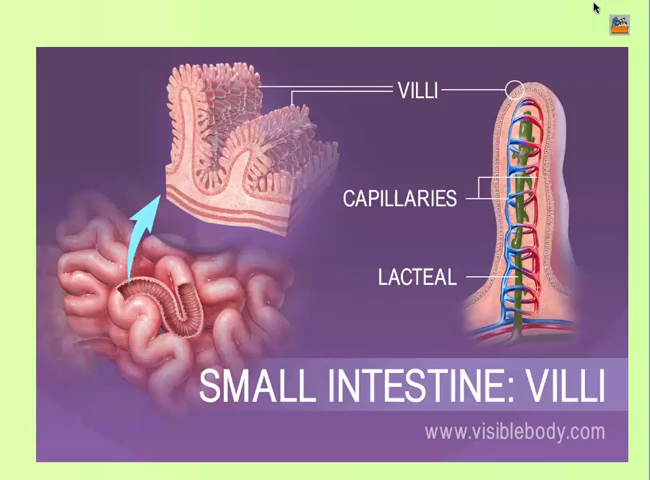 VILLI
CAPILLARIES
LACTEAL
SMALL INTESTINE: VILLI
www.visiblebody.com